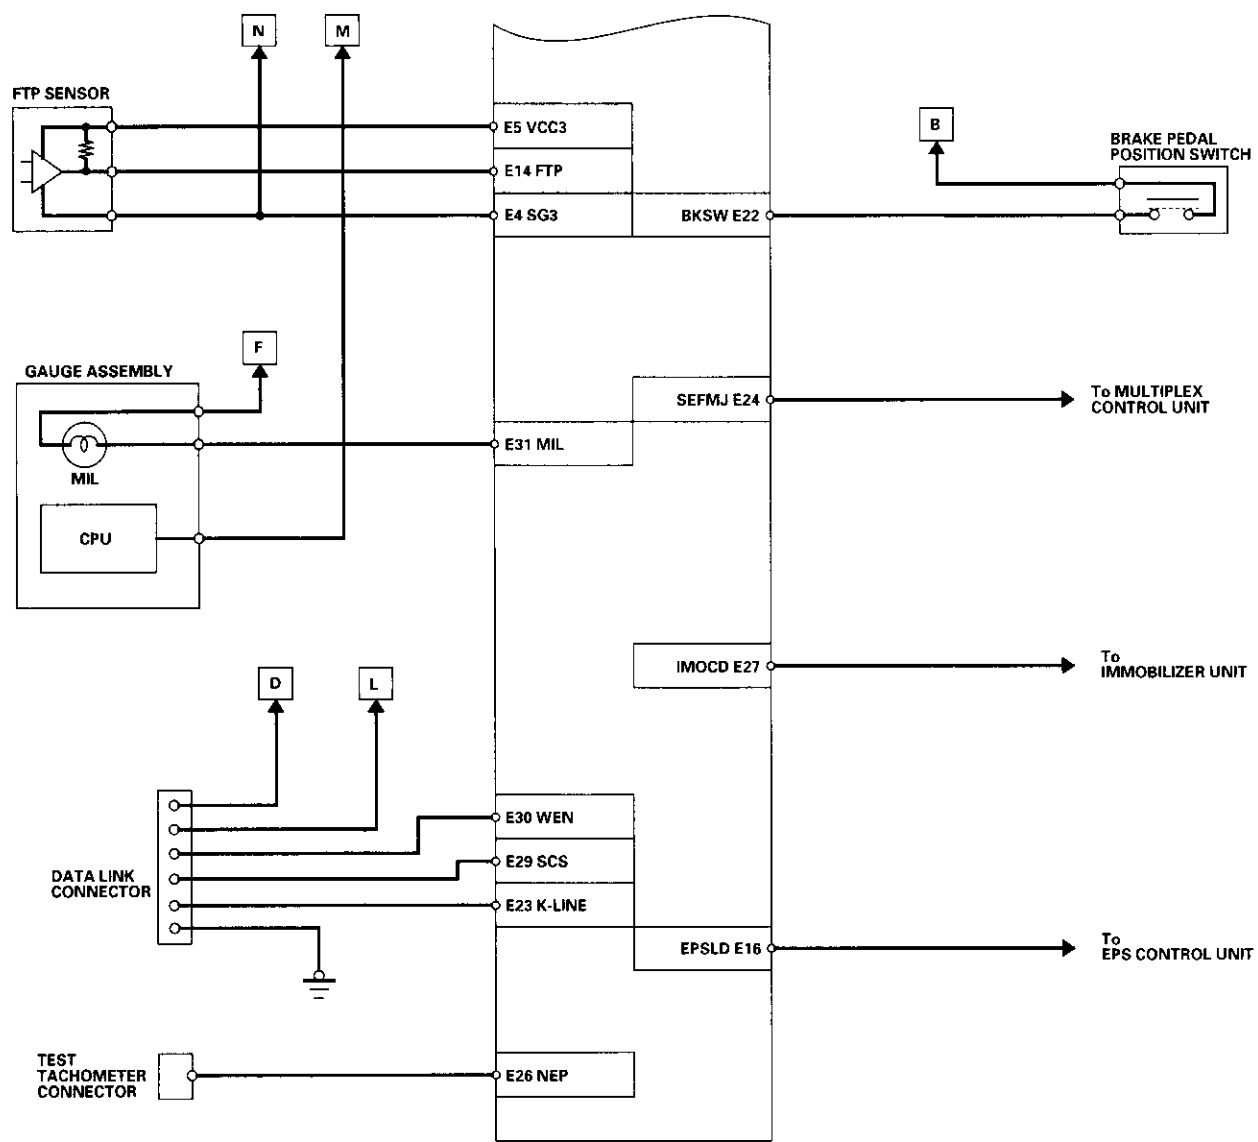 N
M
FTP SENSOR
E5 VCC3
E14 FTP
E4 SG3
BKSW E22
B
BRAKE PEDAL
POSITION SWITCH
F
GAUGE ASSEMBLY
MIL
CPU
E31 MIL
SEFMJ E24
To MULTIPLEX
CONTROL UNIT
IMOCD E27
To
IMMOBILIZER UNIT
D
L
DATA LINK
CONNECTOR
E30 WEN
E29 SCS
E23 K-LINE
EPSLD E16
To
EPS CONTROL UNIT
TEST
TACHOMETER
CONNECTOR
E26 NEP